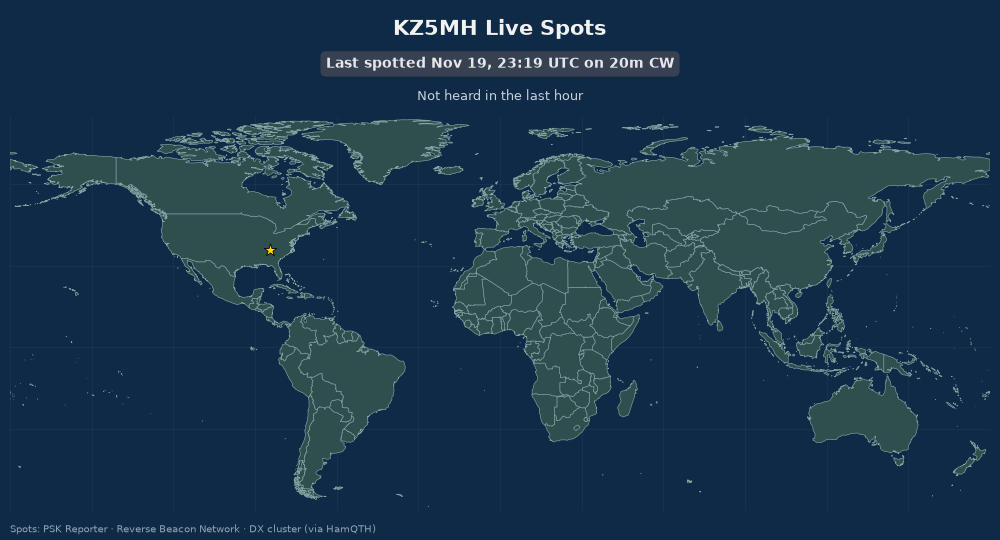 KZ5MH Live Spots
Last spotted Nov 19, 23:19 UTC on 20m CW
Not heard in the last hour
Spots: PSK Reporter · Reverse Beacon Network · DX cluster (via HamQTH)